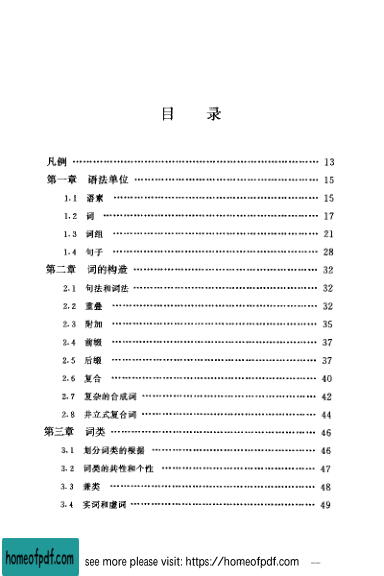 目 录
凡例 …… 13
第一章 语法单位 …… 15
1.1 语素 …… 15
1.2 词 …… 17
1.3 词组 …… 21
1.4 句子 …… 28
第二章 词的构造 …… 32
2.1 句法和词法 …… 32
2.2 重叠 …… 32
2.3 附加 …… 35
2.4 前缀 …… 37
2.5 后缀 …… 37
2.6 复合 …… 40
2.7 复杂的合成词 …… 42
2.8 并立式复合词 …… 44
第三章 词类 …… 46
3.1 划分词类的根据 …… 46
3.2 词类的共性和个性 …… 47
3.3 兼类 …… 48
3.4 实词和虚词 …… 49
homeofpdf.com see more please visit: https://homeofpdf.com